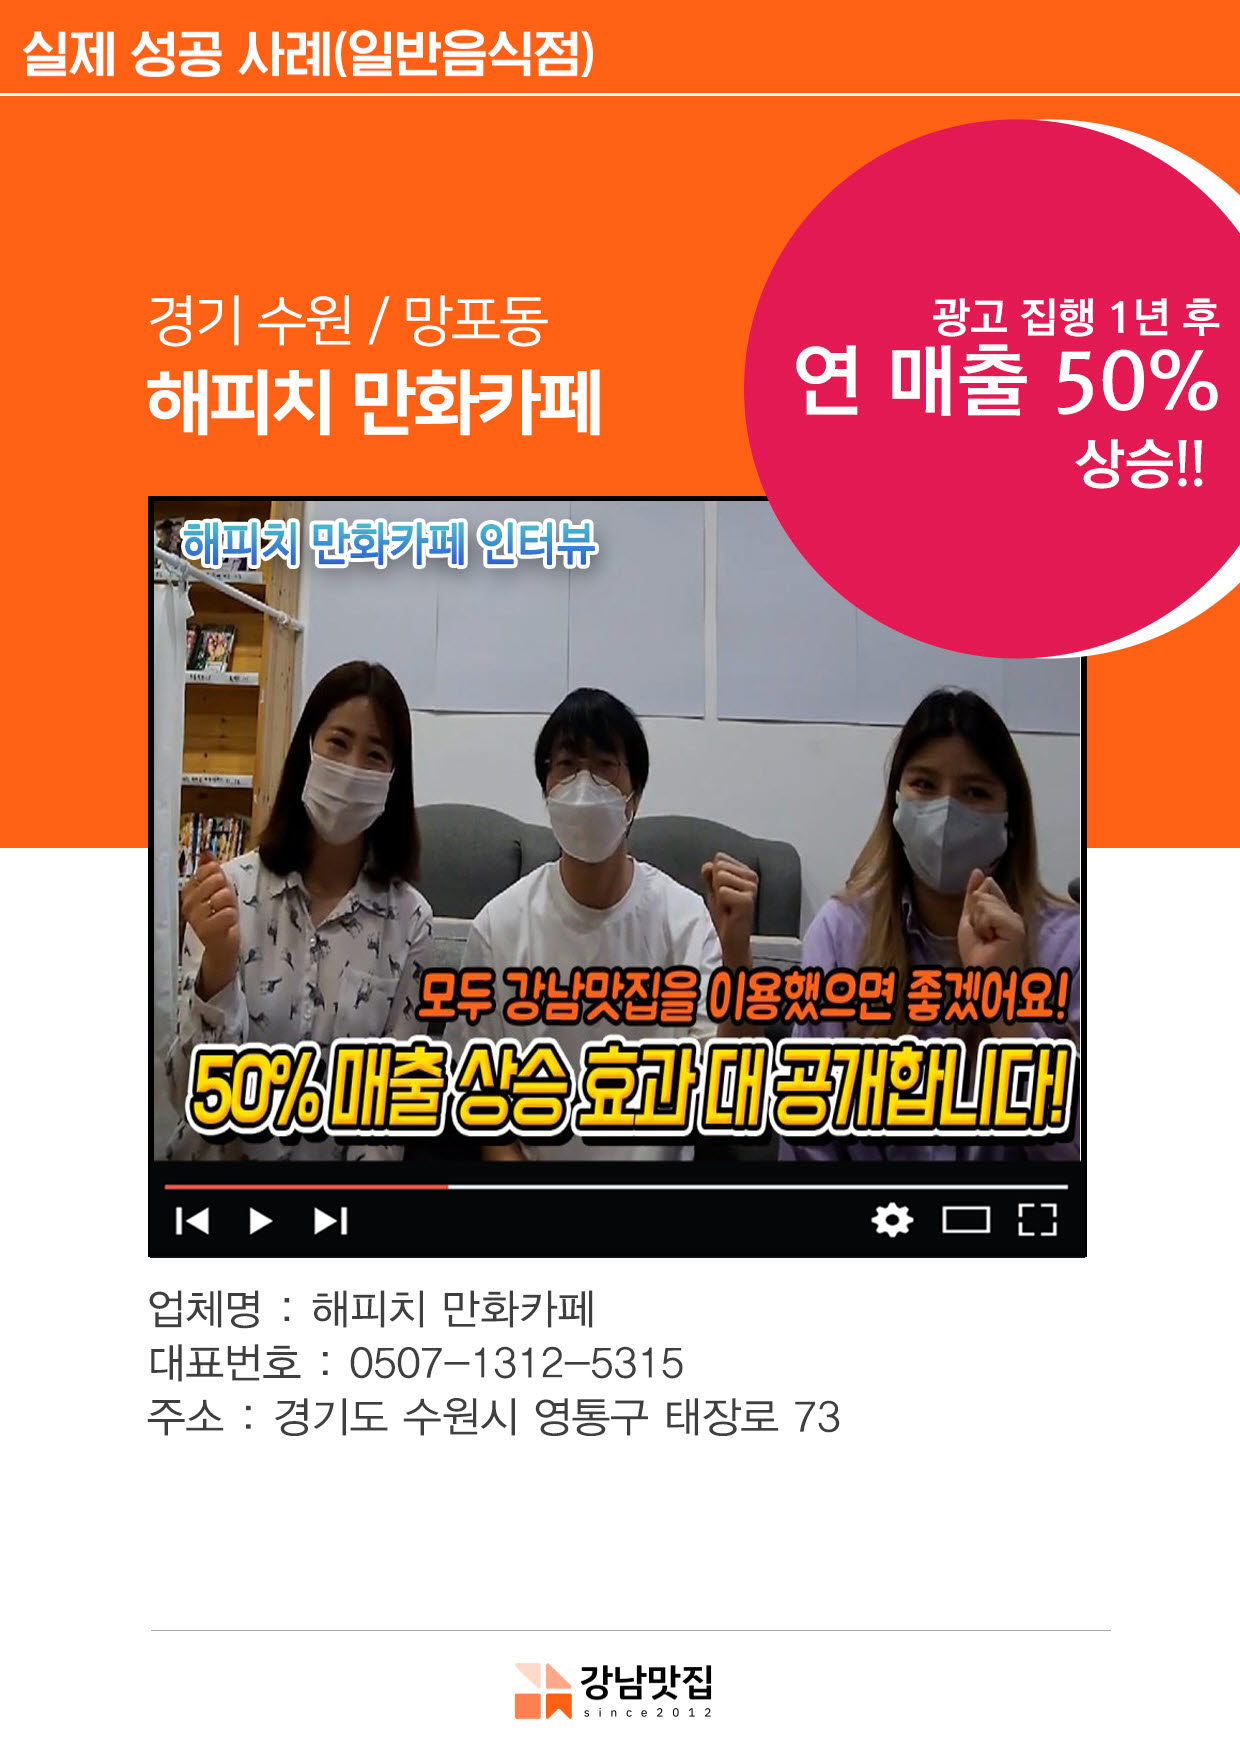 실제 성공 사례(일반음식점)
경기 수원 / 망포동
해피치 만화카페
광고 집행 1년 후
연 매출 50%
상승!!
해피치 만화카페 인터뷰
모두 강남맛집을 이용했으면 좋겠어요!
50% 매출 상승 효과 대 공개합니다!
업체명 : 해피치 만화카페
대표번호 : 0507-1312-5315
주소 : 경기도 수원시 영통구 태장로 73
강남맛집
since2012